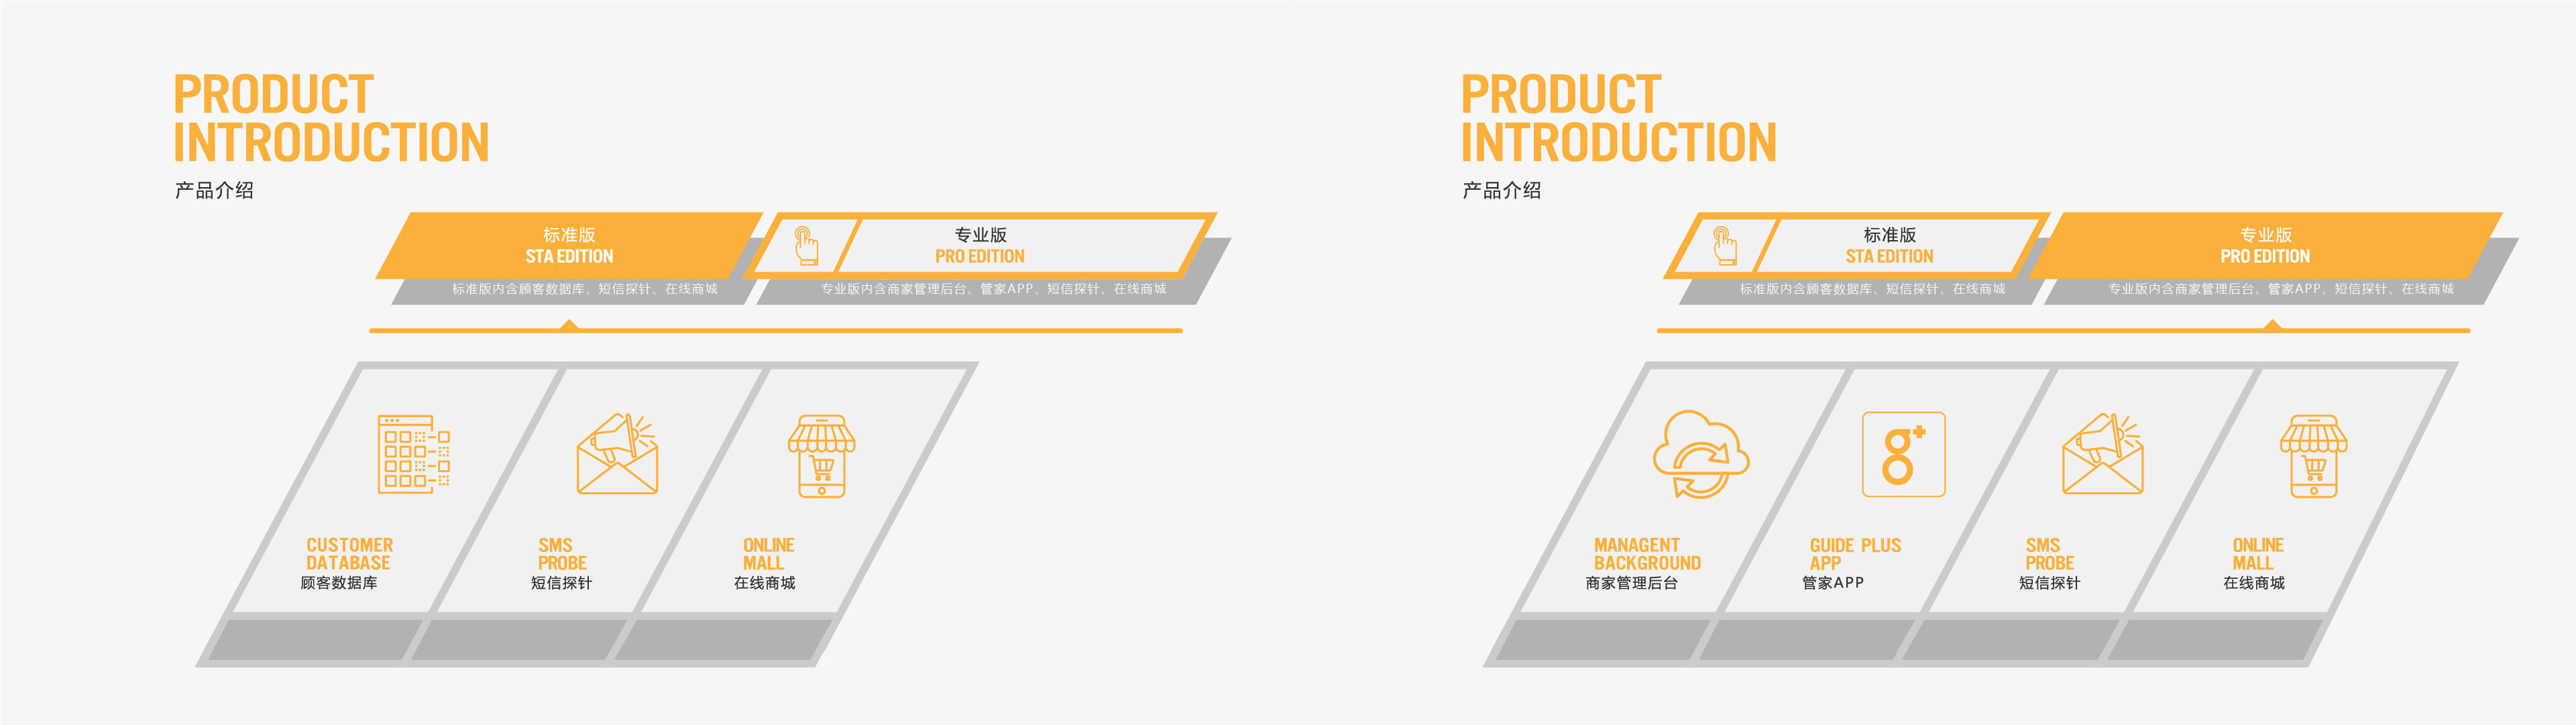 PRODUCT
INTRODUCTION
产品介绍
标准版
STA EDITION
标准版内含顾客数据库、短信探针、在线商城
专业版
PRO EDITION
专业版内含商家管理后台、管家APP、短信探针、在线商城
CUSTOMER
DATABASE
顾客数据库
SMS
PROBE
短信探针
ONLINE
MALL
在线商城
PRODUCT
INTRODUCTION
产品介绍
标准版
STA EDITION
标准版内含顾客数据库、短信探针、在线商城
专业版
PRO EDITION
专业版内含商家管理后台、管家APP、短信探针、在线商城
MANAGENT
BACKGROUND
商家管理后台
g+
GUIDE PLUS
APP
管家APP
SMS
PROBE
短信探针
ONLINE
MALL
在线商城